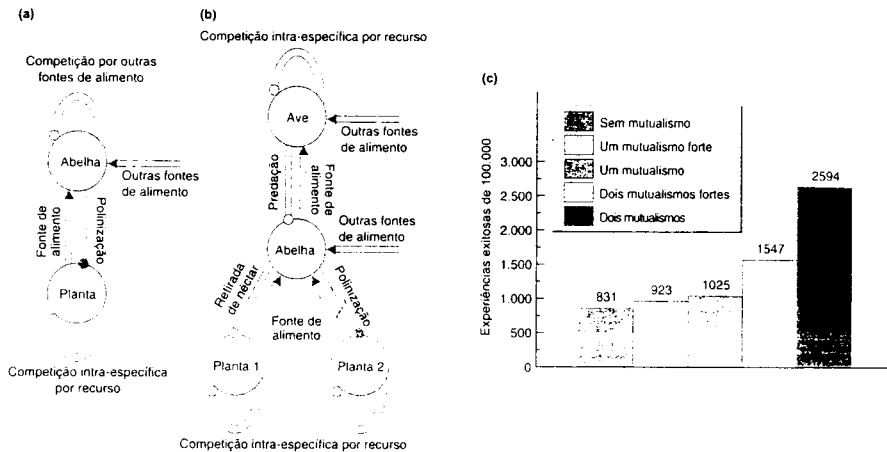 (a)
Competição por outras
fontes de alimento
Abelha
Outras fontes
de alimento
Fonte de
alimento
Polinização
Planta
Competição intra-específica
por recurso
(b)
Competição intra-específica por recurso
Ave
Outras fontes
de alimento
Predação
Fonte de
alimento
Abelha
Outras fontes
de alimento
Retirada
de néctar
Polinização
Fonte de
alimento
Planta 1
Planta 2
Competição intra-específica por recurso
(c)
Experiências exitosas de 100.000
Sem mutualismo
Um mutualismo forte
Um mutualismo
Dois mutualismos fortes
Dois mutualismos
3.000
2.500
2.000
1.500
1.000
500
0
831
923
1025
1547
2594